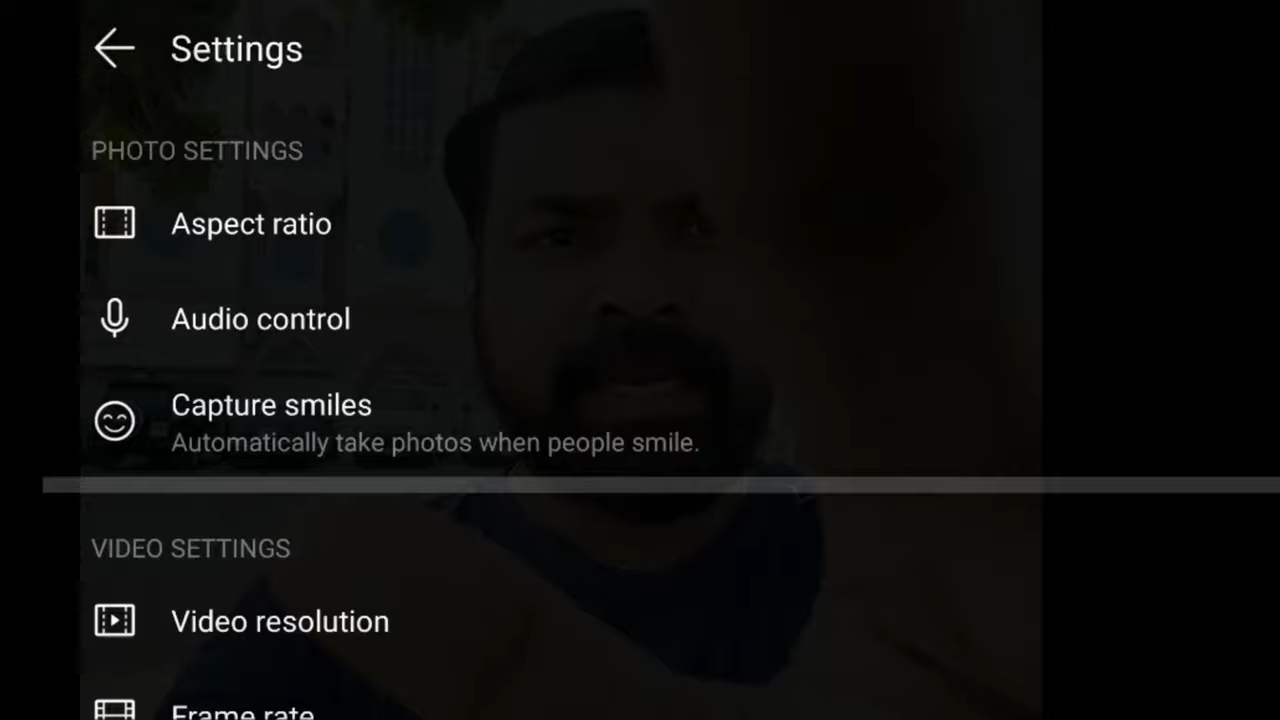 Settings
PHOTO SETTINGS
Aspect ratio
Audio control
Capture smiles
Automatically take photos when people smile.
VIDEO SETTINGS
Video resolution
Frame rate